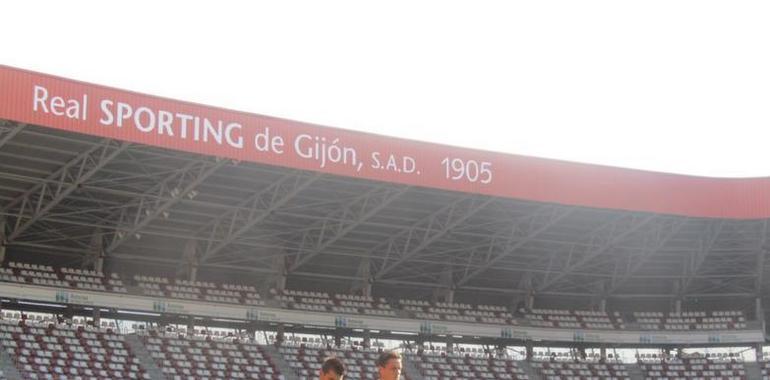 Real SPORTING de Gijón, S.A.D. 1905